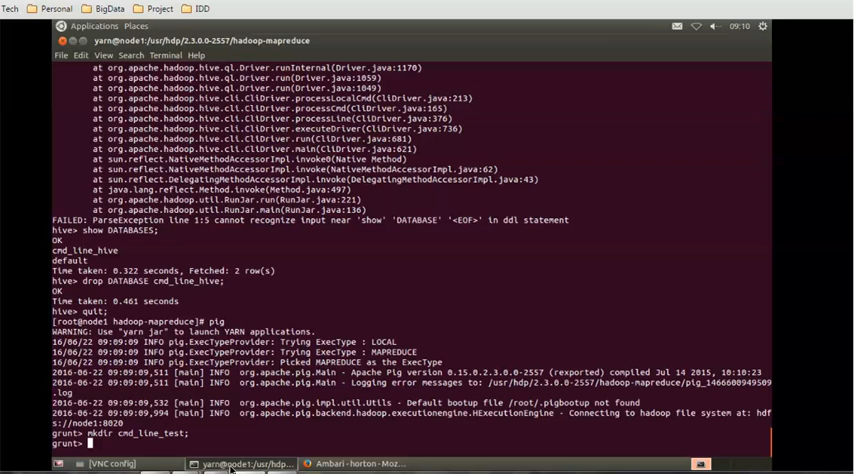 Tech Personal BigData Project IDD
Applications Places 09:10
yarn@node1:/usr/hdp/2.3.0.0-2557/hadoop-mapreduce
File Edit View Search Terminal Help
at org.apache.hadoop.hive.ql.Driver.runInternal(Driver.java:1170)
at org.apache.hadoop.hive.ql.Driver.run(Driver.java:1059)
at org.apache.hadoop.hive.ql.Driver.run(Driver.java:1049)
at org.apache.hadoop.hive.cli.CliDriver.processLocalCmd(CliDriver.java:213)
at org.apache.hadoop.hive.cli.CliDriver.processCmd(CliDriver.java:165)
at org.apache.hadoop.hive.cli.CliDriver.processLine(CliDriver.java:376)
at org.apache.hadoop.hive.cli.CliDriver.executeDriver(CliDriver.java:736)
at org.apache.hadoop.hive.cli.CliDriver.run(CliDriver.java:681)
at org.apache.hadoop.hive.cli.CliDriver.main(CliDriver.java:621)
at sun.reflect.NativeMethodAccessorImpl.invoke0(Native Method)
at sun.reflect.NativeMethodAccessorImpl.invoke(NativeMethodAccessorImpl.java:62)
at sun.reflect.DelegatingMethodAccessorImpl.invoke(DelegatingMethodAccessorImpl.java:43)
at java.lang.reflect.Method.invoke(Method.java:497)
at org.apache.hadoop.util.RunJar.run(RunJar.java:221)
at org.apache.hadoop.util.RunJar.main(RunJar.java:136)
FAILED: ParseException line 1:5 cannot recognize input near 'show' 'DATABASE' '<EOF>' in ddl statement
hive> show DATABASES;
OK
cmd_line_hive
default
Time taken: 0.322 seconds, Fetched: 2 row(s)
hive> drop DATABASE cmd_line_hive;
OK
Time taken: 0.461 seconds
hive> quit;
[root@node1 hadoop-mapreduce]# pig
WARNING: Use "yarn jar" to launch YARN applications.
16/06/22 09:09:09 INFO pig.ExecTypeProvider: Trying ExecType : LOCAL
16/06/22 09:09:09 INFO pig.ExecTypeProvider: Trying ExecType : MAPREDUCE
16/06/22 09:09:09 INFO pig.ExecTypeProvider: Picked MAPREDUCE as the ExecType
2016-06-22 09:09:09,511 [main] INFO  org.apache.pig.Main - Apache Pig version 0.15.0.2.3.0.0-2557 (rexported) compiled Jul 14 2015, 10:10:23
2016-06-22 09:09:09,511 [main] INFO  org.apache.pig.Main - Logging error messages to: /usr/hdp/2.3.0.0-2557/hadoop-mapreduce/pig_1466600949509
.log
2016-06-22 09:09:09,532 [main] INFO  org.apache.pig.impl.util.Utils - Default bootup file /root/.pigbootup not found
2016-06-22 09:09:09,994 [main] INFO  org.apache.pig.backend.hadoop.executionengine.HExecutionEngine - Connecting to hadoop file system at: hdf
s://node1:8020
grunt> mkdir cmd_line_test;
grunt>
[VNC config] yarn@node1:/usr/hdp... Ambari - horton - Moz...